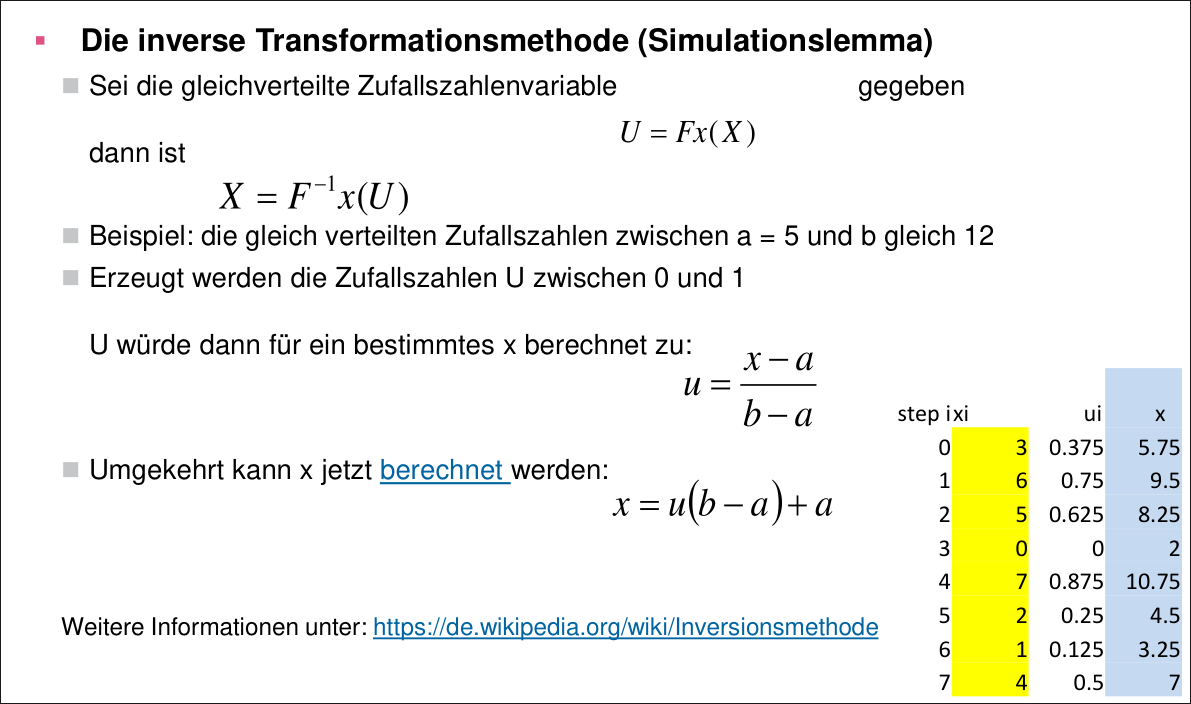 ▪ Die inverse Transformationsmethode (Simulationslemma)
■ Sei die gleichverteilte Zufallszahlenvariable gegeben
U = Fx(X)
dann ist
X = F⁻¹x(U)
■ Beispiel: die gleich verteilten Zufallszahlen zwischen a = 5 und b gleich 12
■ Erzeugt werden die Zufallszahlen U zwischen 0 und 1
U würde dann für ein bestimmtes x berechnet zu:
u = (x − a) / (b − a)
■ Umgekehrt kann x jetzt berechnet werden:
x = u(b − a) + a
Weitere Informationen unter: https://de.wikipedia.org/wiki/Inversionsmethode
step i xi ui x
0 3 0.375 5.75
1 6 0.75 9.5
2 5 0.625 8.25
3 0 0 2
4 7 0.875 10.75
5 2 0.25 4.5
6 1 0.125 3.25
7 4 0.5 7